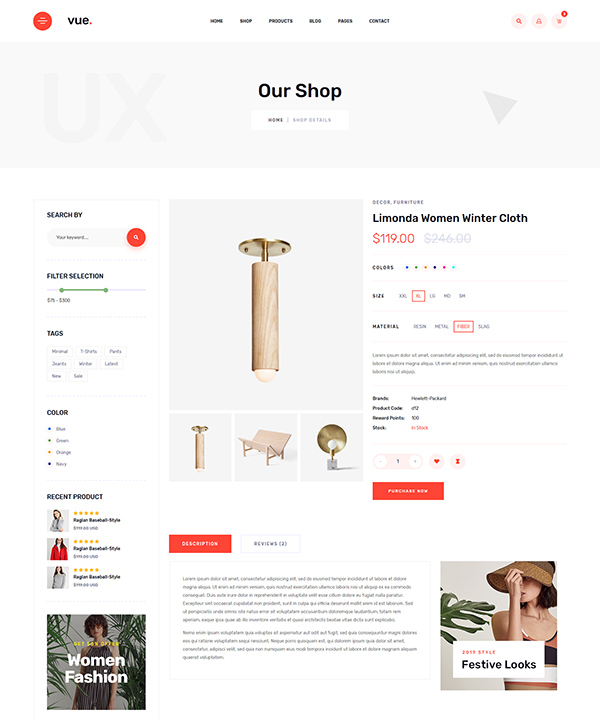 vue.
HOME SHOP PRODUCTS BLOG PAGES CONTACT
UX
Our Shop
HOME | SHOP DETAILS
SEARCH BY
Your keyword...
FILTER SELECTION
$75 - $300
TAGS
Minimal T-Shirts Pants
Jeants Winter Latest
New Sale
COLOR
Blue
Green
Orange
Navy
RECENT PRODUCT
Raglan Baseball-Style
$119.00 USD
Raglan Baseball-Style
$119.00 USD
Raglan Baseball-Style
$119.00 USD
GET 50% OFFER
Women
Fashion
DECOR, FURNITURE
Limonda Women Winter Cloth
$119.00 $246.00
COLORS
SIZE XXL XL LG MD SM
MATERIAL RESIN METAL FIBER SLAG
Lorem ipsum dolor sit amet, consectetur adipiscing elit, sed do eiusmod tempor incididunt ut
labore et dolore magna aliqua. Ut enim ad minim veniam, quis nostrud exercitation ullamco
laboris nisi ut aliquip.
Brands: Hewlett-Packard
Product Code: d12
Reward Points: 100
Stock: In Stock
- 1 +
PURCHASE NOW
DESCRIPTION REVIEWS (2)
Lorem ipsum dolor sit amet, consectetur adipiscing elit, sed do eiusmod tempor incididunt ut labore et dolore magna aliqua. Ut enim ad minim veniam, quis nostrud exercitation ullamco laboris nisi ut aliquip ex ea commodo
consequat. Duis aute irure dolor in reprehenderit in voluptate velit esse cillum dolore eu fugiat nulla pariatur.
Excepteur sint occaecat cupidatat non proident, sunt in culpa qui officia deserunt mollit anim id est laborum. Sed
ut perspiciatis unde omnis iste natus error sit voluptatem accusantium doloremque laudantium, totam rem
aperiam, eaque ipsa quae ab illo inventore veritatis et quasi architecto beatae vitae dicta sunt explicabo.
Nemo enim ipsam voluptatem quia voluptas sit aspernatur aut odit aut fugit, sed quia consequuntur magni dolores
eos qui ratione voluptatem sequi nesciunt. Neque porro quisquam est, qui dolorem ipsum quia dolor sit amet,
consectetur, adipisci velit, sed quia non numquam eius modi tempora incidunt ut labore et dolore magnam aliquam
quaerat voluptatem.
2019 STYLE
Festive Looks